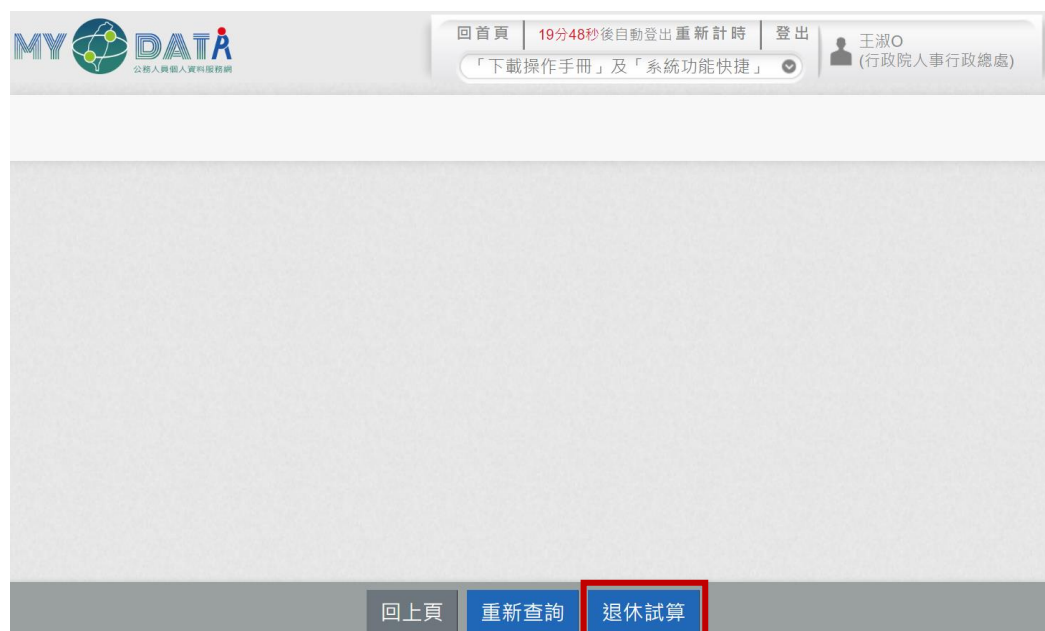 MY DATA
公務人員個人資料服務網
回首頁 19分48秒後自動登出 重新計時 登出
「下載操作手冊」及「系統功能快捷」
王淑O
(行政院人事行政總處)
回上頁 重新查詢 退休試算